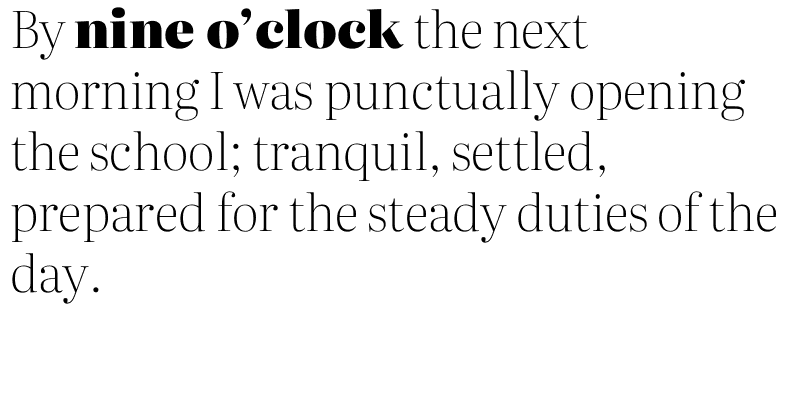 By nine o’clock the next
morning I was punctually opening
the school; tranquil, settled,
prepared for the steady duties of the
day.